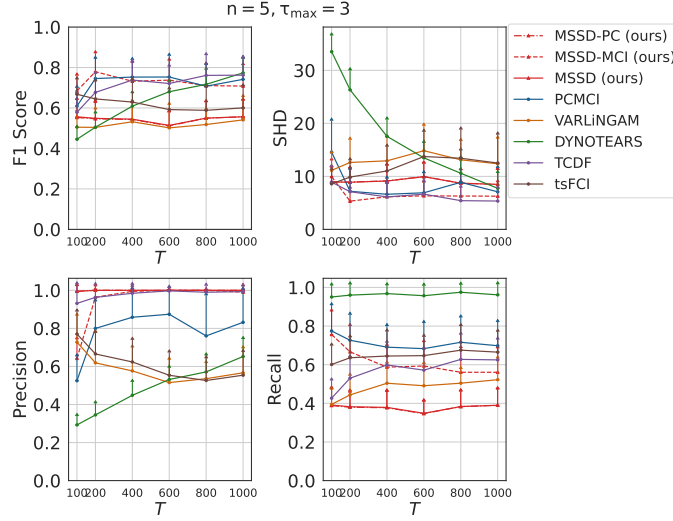 n = 5, τmax = 3
F1 Score
1.0
0.8
0.6
0.4
0.2
0.0
100 200 400 600 800 1000
T
SHD
30
20
10
0
100 200 400 600 800 1000
T
MSSD-PC (ours)
MSSD-MCI (ours)
MSSD (ours)
PCMCI
VARLiNGAM
DYNOTEARS
TCDF
tsFCI
Precision
1.0
0.8
0.6
0.4
0.2
0.0
100 200 400 600 800 1000
T
Recall
1.0
0.8
0.6
0.4
0.2
0.0
100 200 400 600 800 1000
T